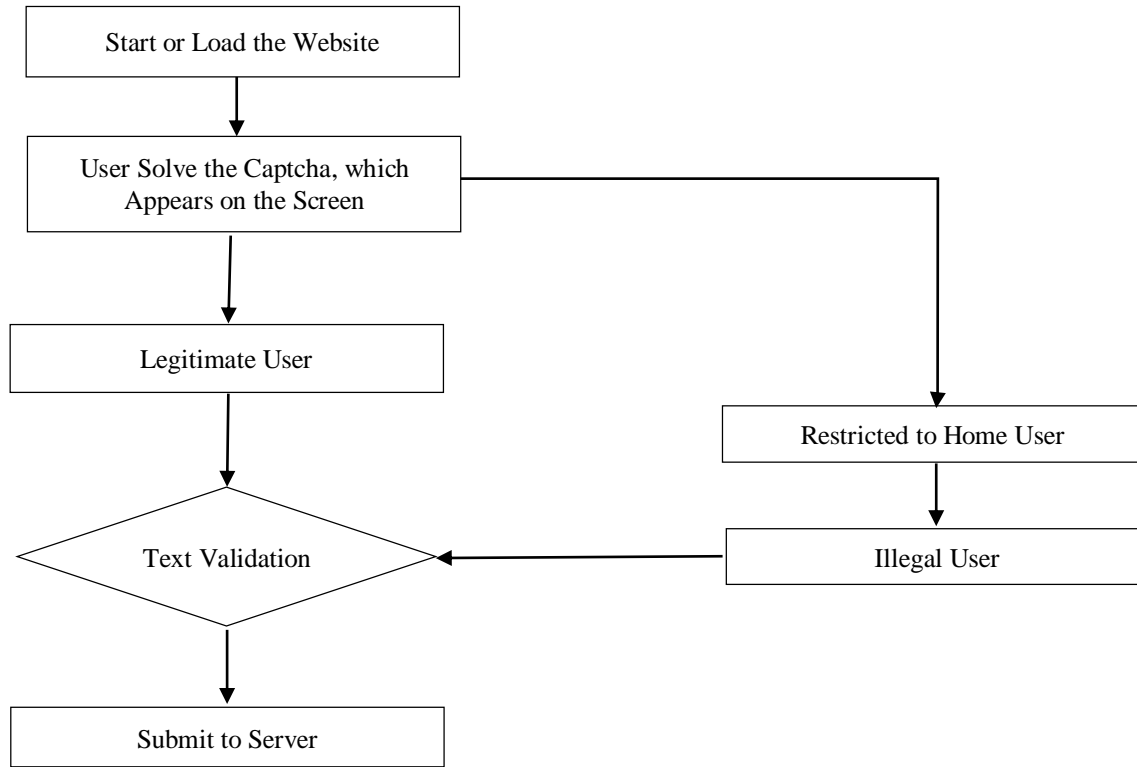 Start or Load the Website
User Solve the Captcha, which
Appears on the Screen
Legitimate User
Restricted to Home User
Text Validation
Illegal User
Submit to Server